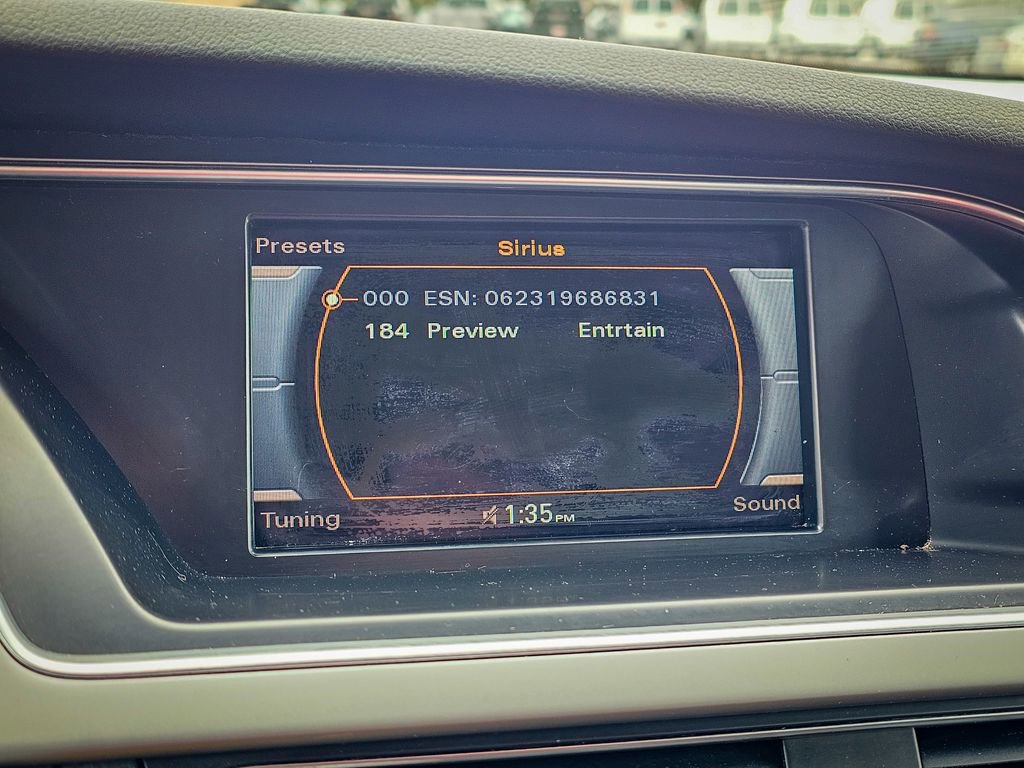 Presets Sirius
000 ESN: 062319686831
184 Preview Entrtain
Tuning 1:35 PM Sound